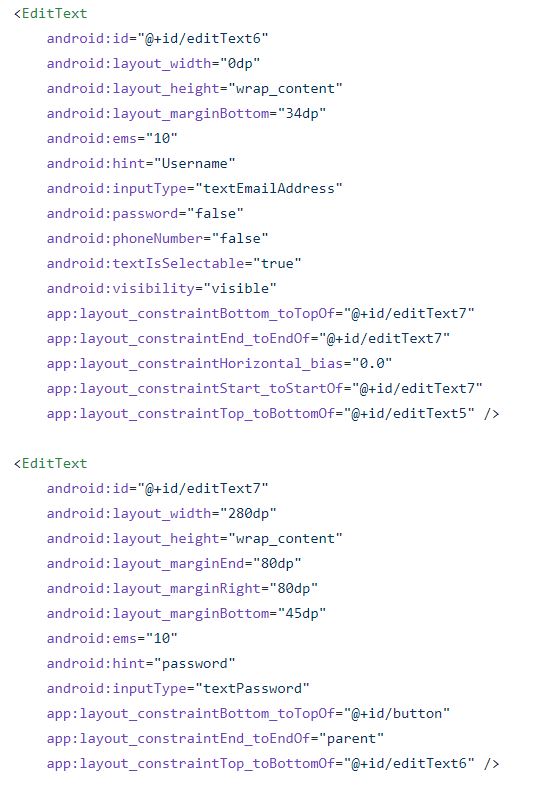 <EditText
android:id="@+id/editText6"
android:layout_width="0dp"
android:layout_height="wrap_content"
android:layout_marginBottom="34dp"
android:ems="10"
android:hint="Username"
android:inputType="textEmailAddress"
android:password="false"
android:phoneNumber="false"
android:textIsSelectable="true"
android:visibility="visible"
app:layout_constraintBottom_toTopOf="@+id/editText7"
app:layout_constraintEnd_toEndOf="@+id/editText7"
app:layout_constraintHorizontal_bias="0.0"
app:layout_constraintStart_toStartOf="@+id/editText7"
app:layout_constraintTop_toBottomOf="@+id/editText5" />
<EditText
android:id="@+id/editText7"
android:layout_width="280dp"
android:layout_height="wrap_content"
android:layout_marginEnd="80dp"
android:layout_marginRight="80dp"
android:layout_marginBottom="45dp"
android:ems="10"
android:hint="password"
android:inputType="textPassword"
app:layout_constraintBottom_toTopOf="@+id/button"
app:layout_constraintEnd_toEndOf="parent"
app:layout_constraintTop_toBottomOf="@+id/editText6" />